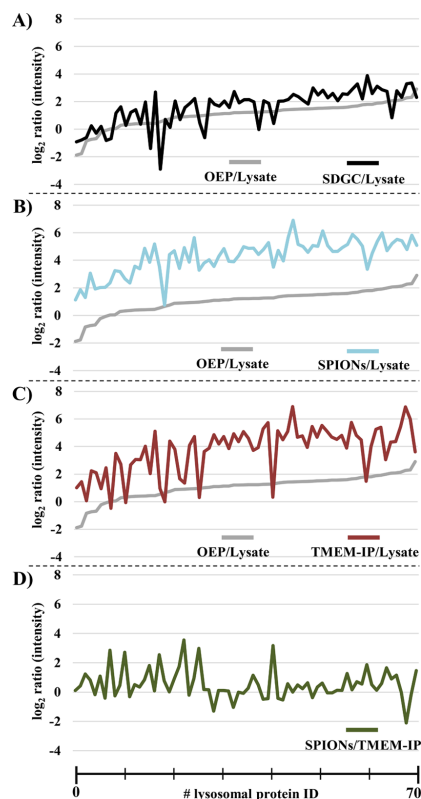 A)
log2 ratio (intensity)
8
6
4
2
0
-2
-4
OEP/Lysate
SDGC/Lysate
B)
log2 ratio (intensity)
8
6
4
2
0
-2
-4
OEP/Lysate
SPIONs/Lysate
C)
log2 ratio (intensity)
8
6
4
2
0
-2
-4
OEP/Lysate
TMEM-IP/Lysate
D)
log2 ratio (intensity)
8
6
4
2
0
-2
-4
SPIONs/TMEM-IP
0
# lysosomal protein ID
70